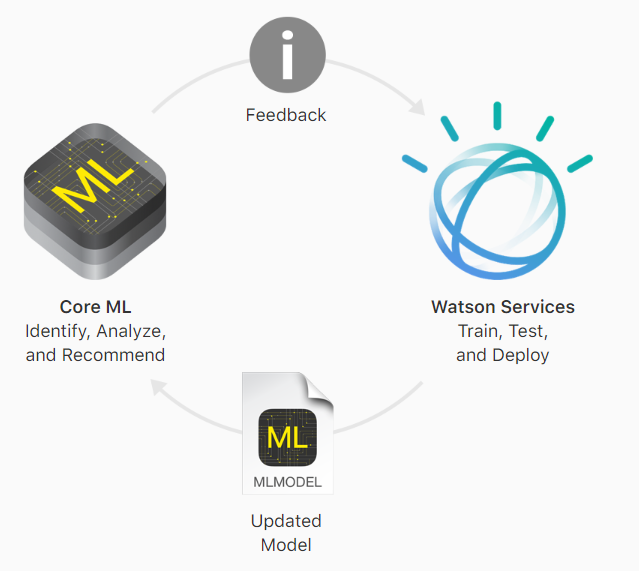 i
Feedback
ML
Core ML
Identify, Analyze,
and Recommend
Watson Services
Train, Test,
and Deploy
ML
MLMODEL
Updated
Model